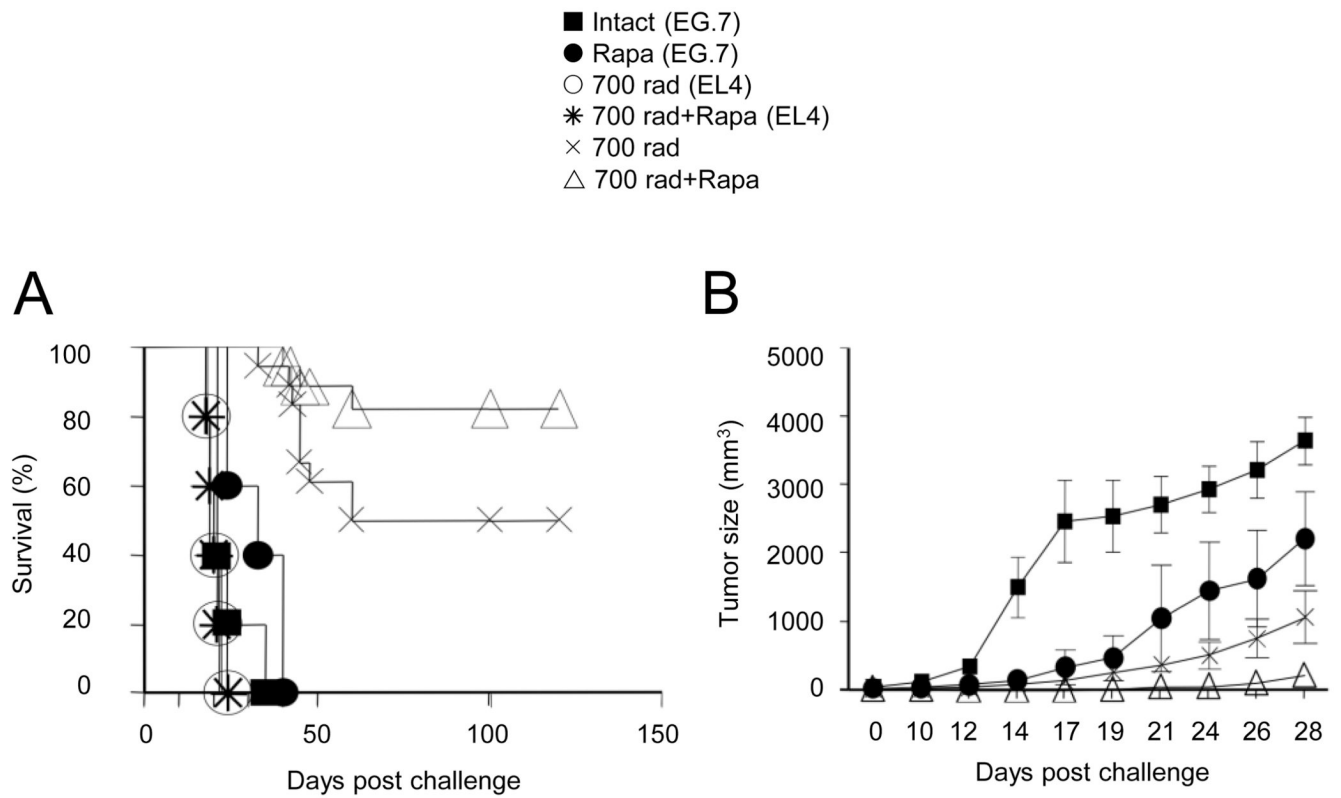 Intact (EG.7)
Rapa (EG.7)
700 rad (EL4)
700 rad+Rapa (EL4)
700 rad
700 rad+Rapa
A
100
80
60
40
20
0
Survival (%)
0 50 100 150
Days post challenge
B
5000
4000
3000
2000
1000
0
Tumor size (mm³)
0 10 12 14 17 19 21 24 26 28
Days post challenge